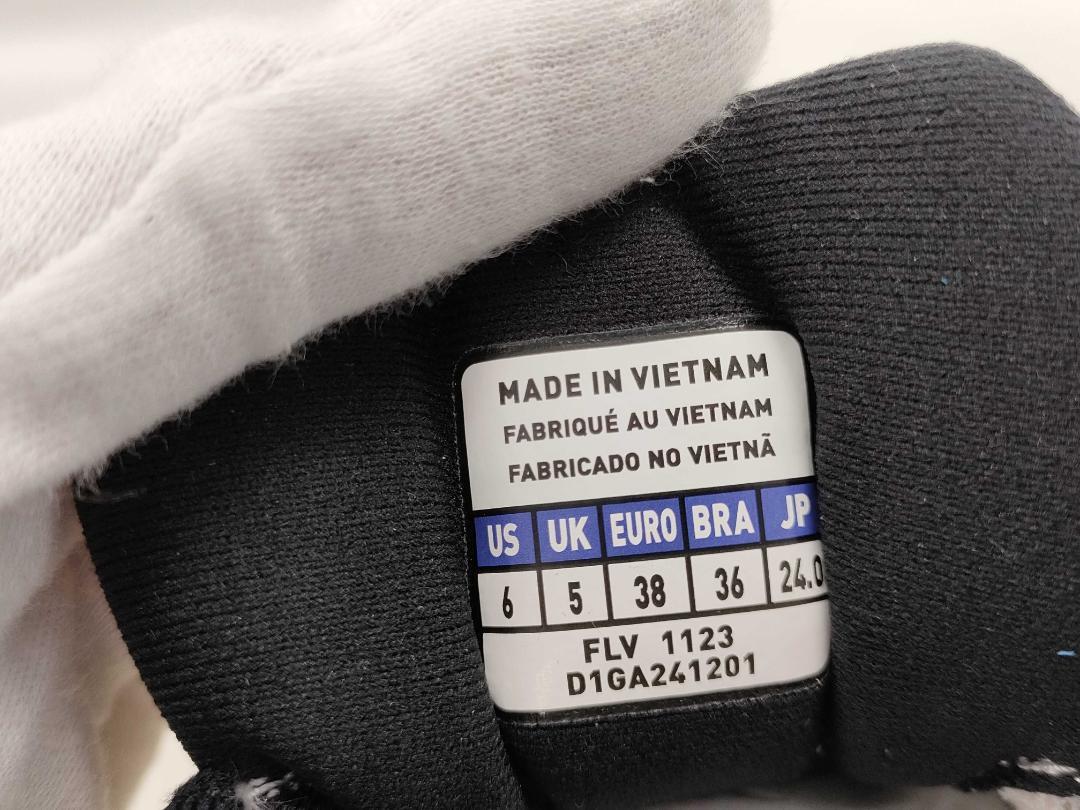 MADE IN VIETNAM
FABRIQUÉ AU VIETNAM
FABRICADO NO VIETNÃ
US UK EURO BRA JP
6 5 38 36 24.0
FLV 1123
D1GA241201